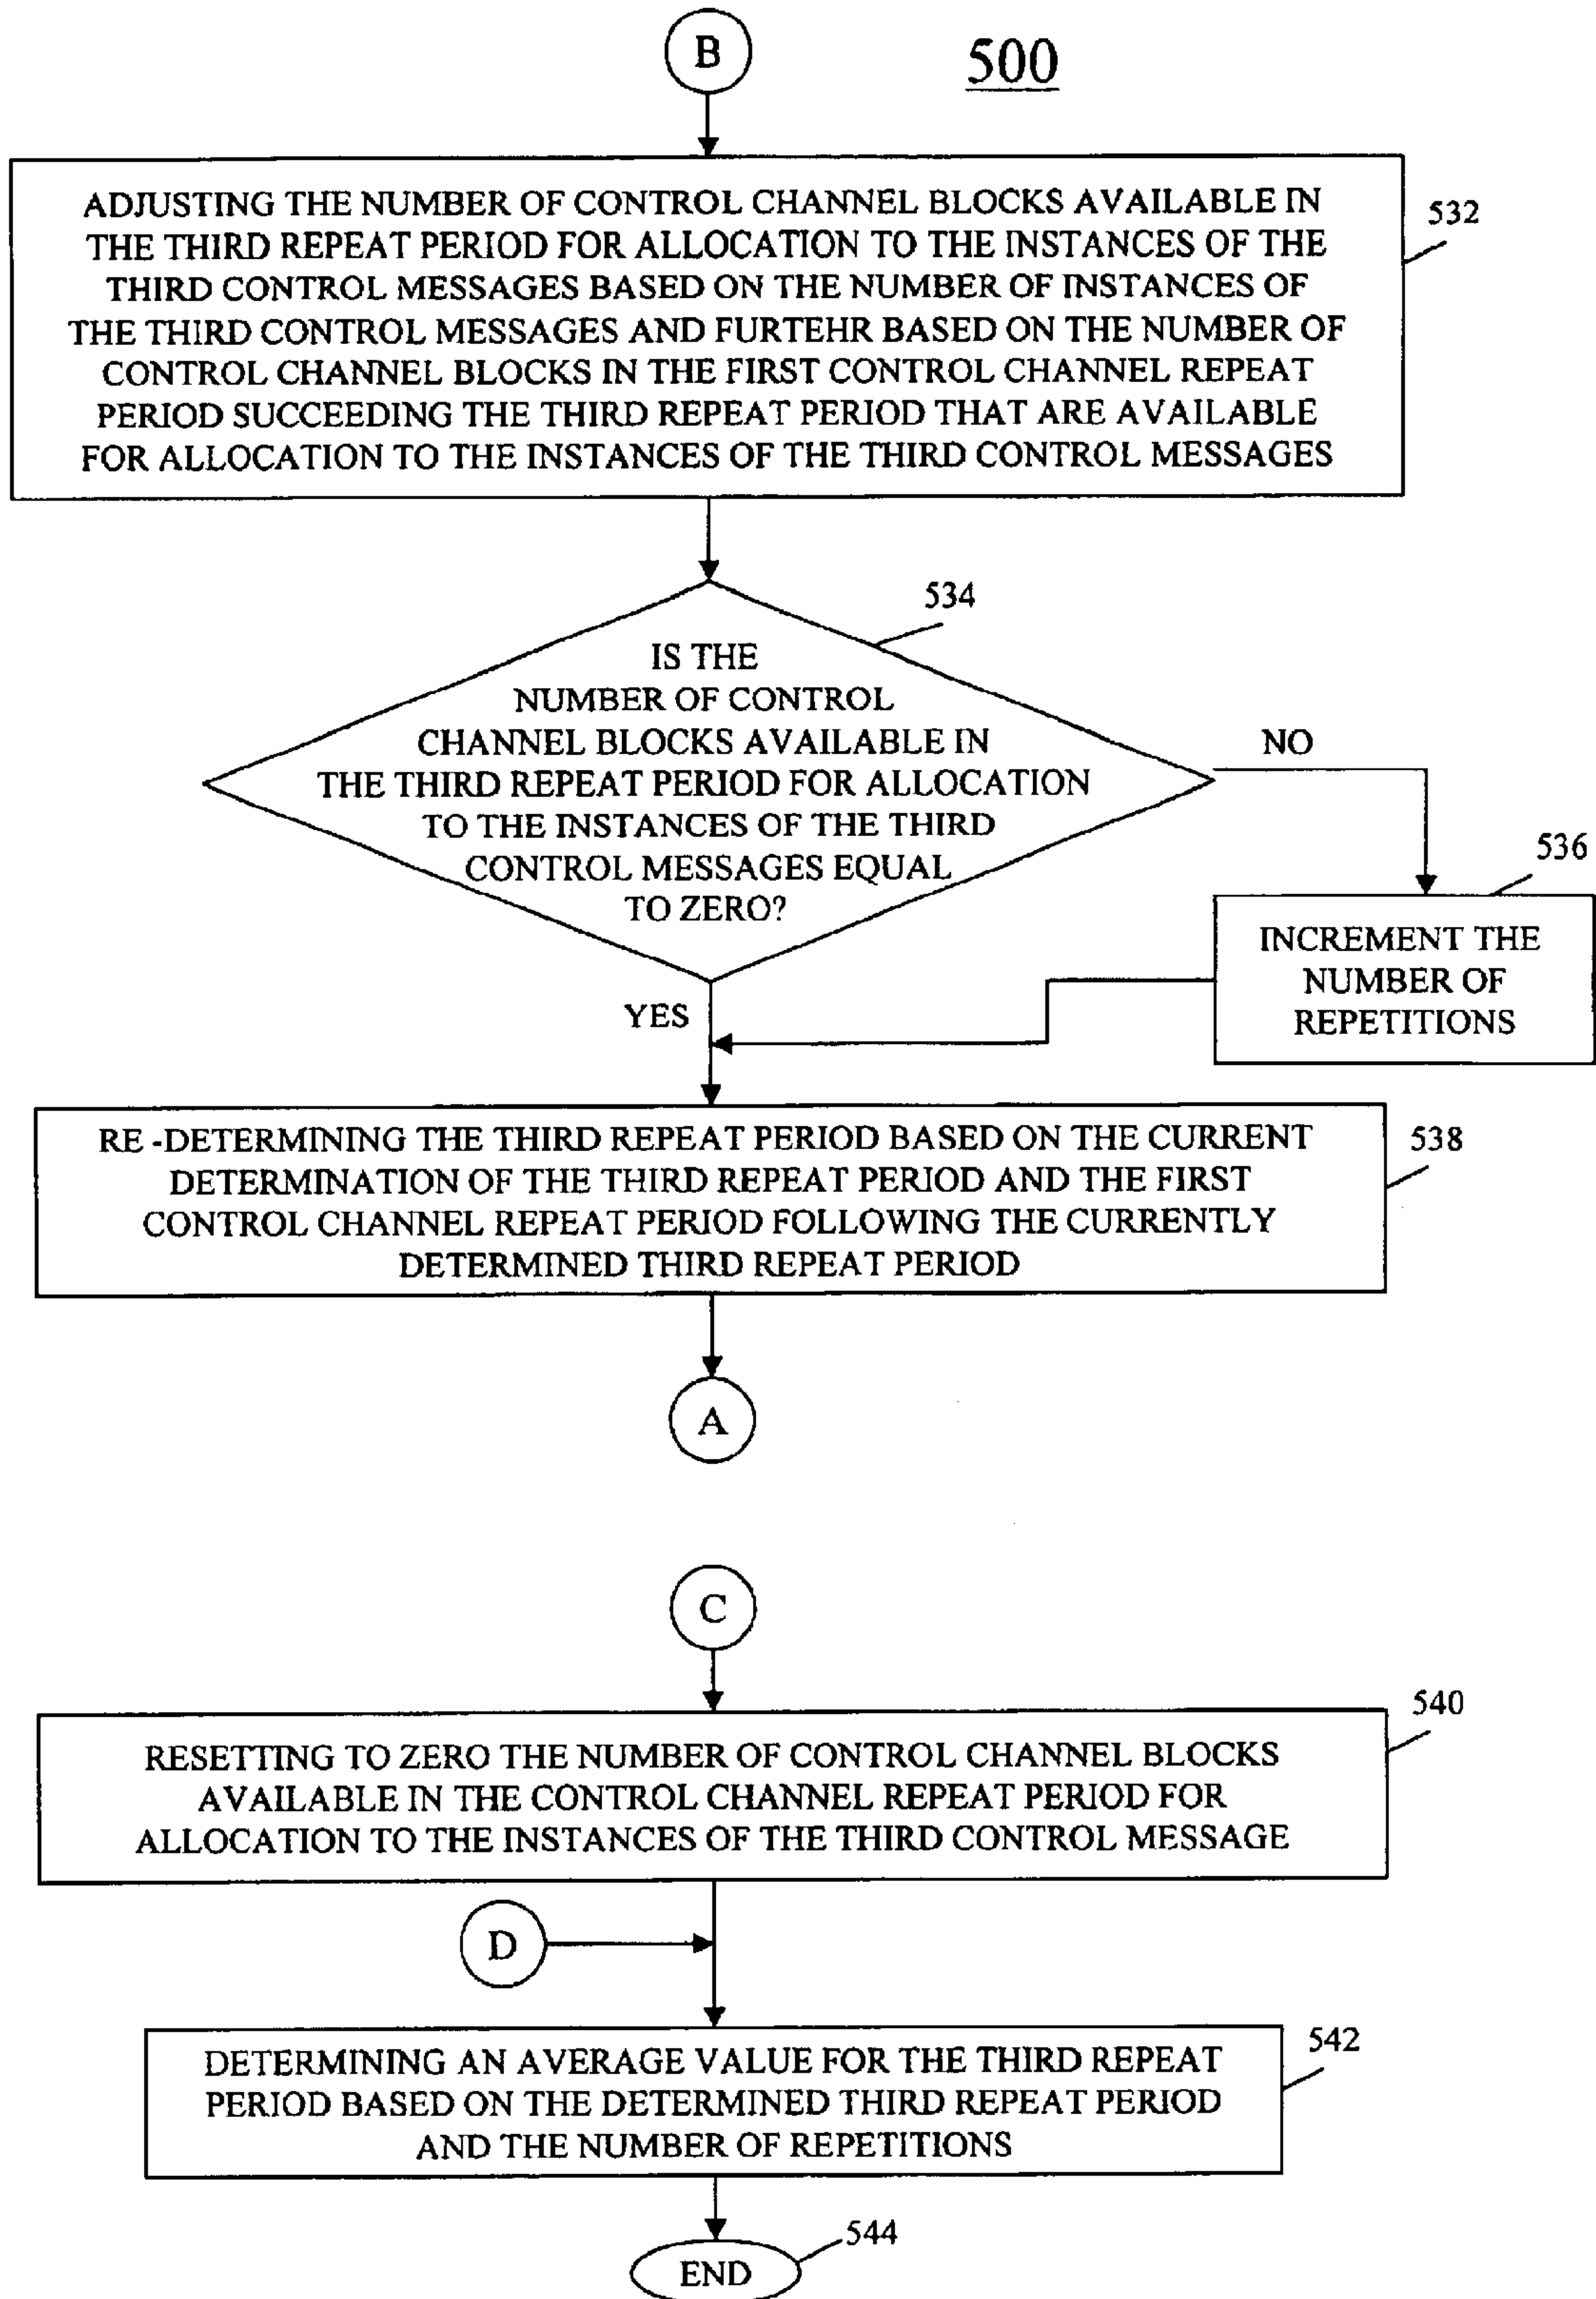 B
500
ADJUSTING THE NUMBER OF CONTROL CHANNEL BLOCKS AVAILABLE IN
THE THIRD REPEAT PERIOD FOR ALLOCATION TO THE INSTANCES OF THE
THIRD CONTROL MESSAGES BASED ON THE NUMBER OF INSTANCES OF
THE THIRD CONTROL MESSAGES AND FURTEHR BASED ON THE NUMBER OF
CONTROL CHANNEL BLOCKS IN THE FIRST CONTROL CHANNEL REPEAT
PERIOD SUCCEEDING THE THIRD REPEAT PERIOD THAT ARE AVAILABLE
FOR ALLOCATION TO THE INSTANCES OF THE THIRD CONTROL MESSAGES
532
534
IS THE
NUMBER OF CONTROL
CHANNEL BLOCKS AVAILABLE IN
THE THIRD REPEAT PERIOD FOR ALLOCATION
TO THE INSTANCES OF THE THIRD
CONTROL MESSAGES EQUAL
TO ZERO?
NO
536
INCREMENT THE
NUMBER OF
REPETITIONS
YES
RE -DETERMINING THE THIRD REPEAT PERIOD BASED ON THE CURRENT
DETERMINATION OF THE THIRD REPEAT PERIOD AND THE FIRST
CONTROL CHANNEL REPEAT PERIOD FOLLOWING THE CURRENTLY
DETERMINED THIRD REPEAT PERIOD
538
A
C
540
RESETTING TO ZERO THE NUMBER OF CONTROL CHANNEL BLOCKS
AVAILABLE IN THE CONTROL CHANNEL REPEAT PERIOD FOR
ALLOCATION TO THE INSTANCES OF THE THIRD CONTROL MESSAGE
D
542
DETERMINING AN AVERAGE VALUE FOR THE THIRD REPEAT
PERIOD BASED ON THE DETERMINED THIRD REPEAT PERIOD
AND THE NUMBER OF REPETITIONS
544
END